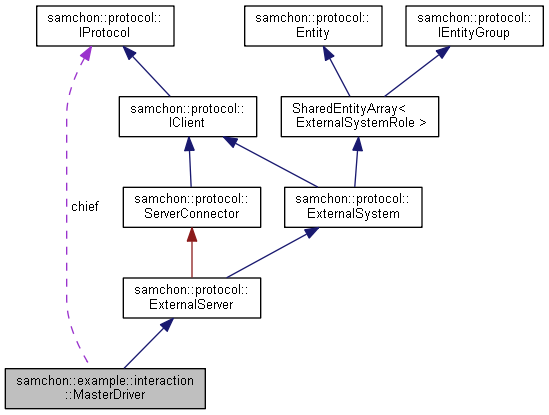 samchon::protocol::
IProtocol
samchon::protocol::
Entity
samchon::protocol::
IEntityGroup
samchon::protocol::
IClient
SharedEntityArray<
ExternalSystemRole >
chief
samchon::protocol::
ServerConnector
samchon::protocol::
ExternalSystem
samchon::protocol::
ExternalServer
samchon::example::interaction
::MasterDriver